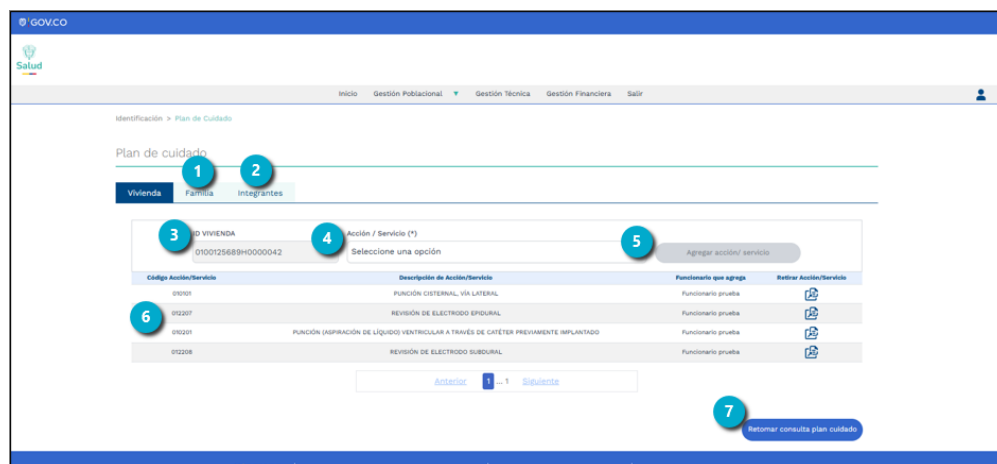 GOV.CO
Salud
Inicio Gestión Poblacional Gestión Técnica Gestión Financiera Salir
Identificación > Plan de Cuidado
Plan de cuidado
1 2
Vivienda Familia Integrantes
3 ID VIVIENDA 4 Acción / Servicio (*) 5
0100125689H0000042 Seleccione una opción Agregar acción/ servicio
Código Acción/Servicio Descripción de Acción/Servicio Funcionario que agrega Retirar Acción/Servicio
010101 PUNCIÓN CISTERNAL, VÍA LATERAL Funcionario prueba
6 012207 REVISIÓN DE ELECTRODO EPIDURAL Funcionario prueba
010201 PUNCIÓN (ASPIRACIÓN DE LÍQUIDO) VENTRICULAR A TRAVÉS DE CATÉTER PREVIAMENTE IMPLANTADO Funcionario prueba
012208 REVISIÓN DE ELECTRODO SUBDURAL Funcionario prueba
Anterior 1 ... 1 Siguiente
7
Retornar consulta plan cuidado